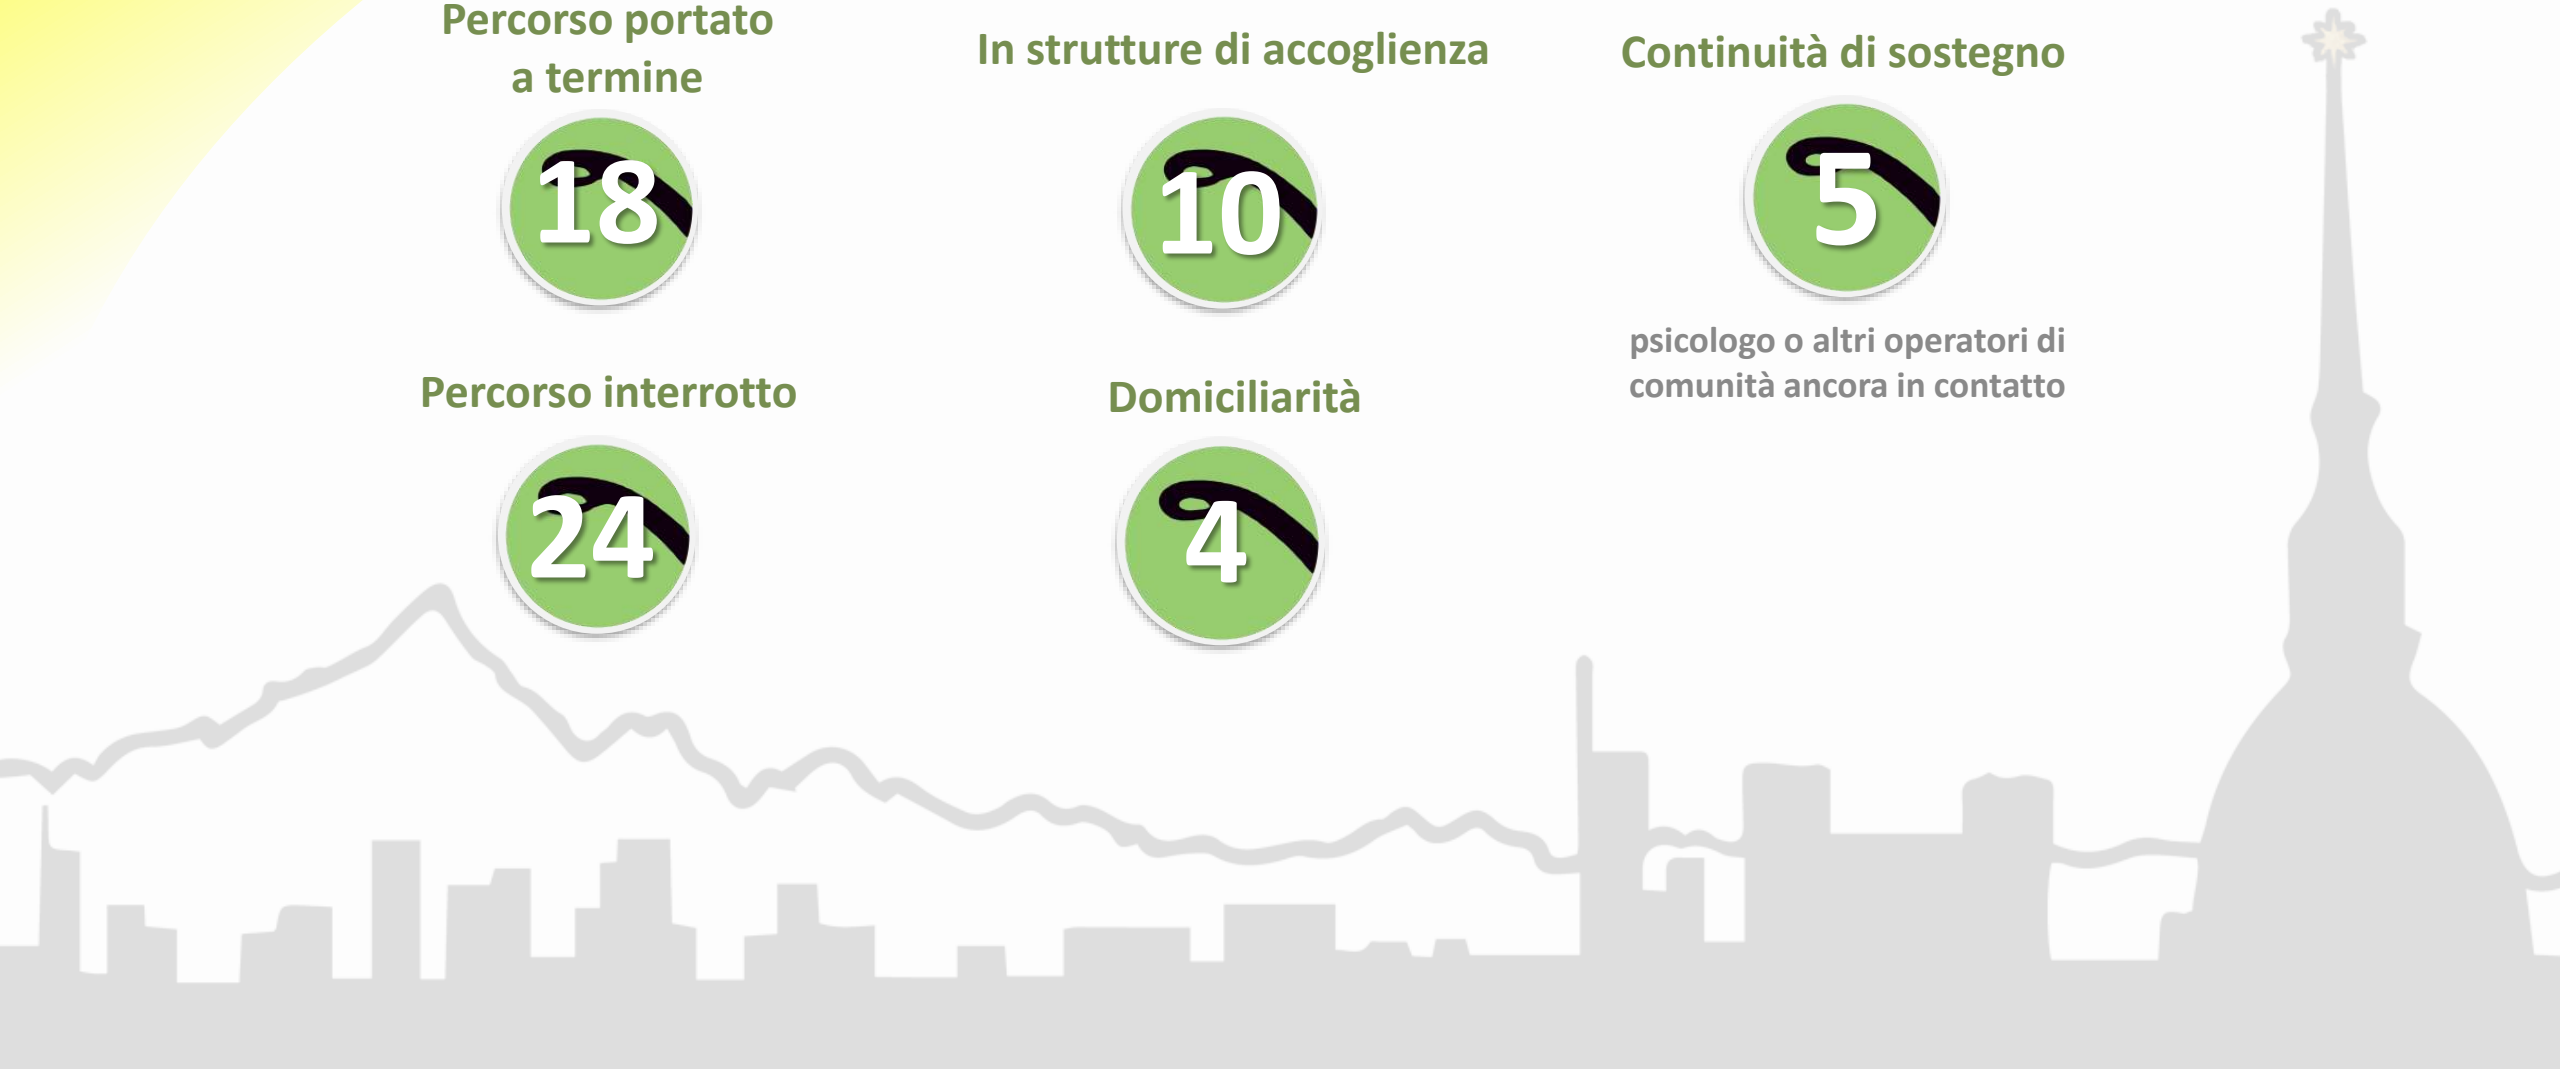 Percorso portato
a termine
18
In strutture di accoglienza
10
Continuità di sostegno
5
psicologo o altri operatori di
comunità ancora in contatto
Percorso interrotto
24
Domiciliarità
4